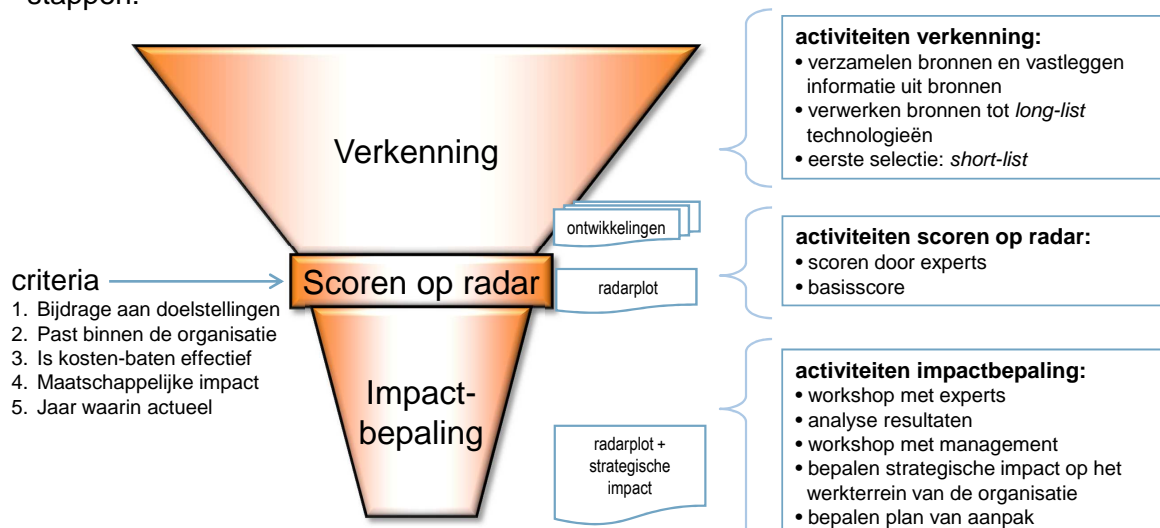 stappen:
Verkenning
ontwikkelingen
criteria
1. Bijdrage aan doelstellingen
2. Past binnen de organisatie
3. Is kosten-baten effectief
4. Maatschappelijke impact
5. Jaar waarin actueel
Scoren op radar
radarplot
Impact-
bepaling
radarplot +
strategische
impact
activiteiten verkenning:
• verzamelen bronnen en vastleggen
informatie uit bronnen
• verwerken bronnen tot long-list
technologieën
• eerste selectie: short-list
activiteiten scoren op radar:
• scoren door experts
• basisscore
activiteiten impactbepaling:
• workshop met experts
• analyse resultaten
• workshop met management
• bepalen strategische impact op het
werkterrein van de organisatie
• bepalen plan van aanpak